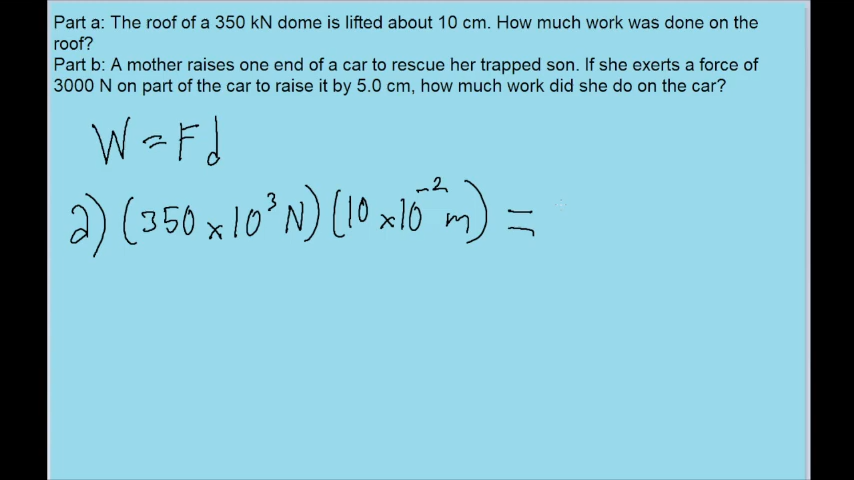 Part a: The roof of a 350 kN dome is lifted about 10 cm. How much work was done on the
roof?
Part b: A mother raises one end of a car to rescue her trapped son. If she exerts a force of
3000 N on part of the car to raise it by 5.0 cm, how much work did she do on the car?
W = Fd
a) (350 x 10³ N) (10 x 10⁻² m) =